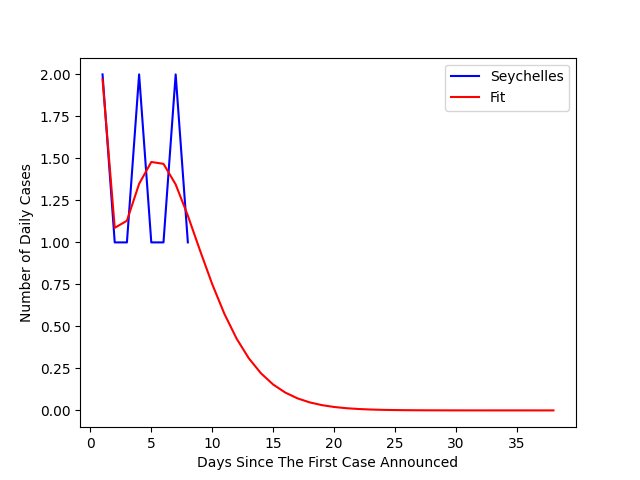 Seychelles
Fit
2.00
1.75
1.50
1.25
1.00
0.75
0.50
0.25
0.00
Number of Daily Cases
0 5 10 15 20 25 30 35
Days Since The First Case Announced